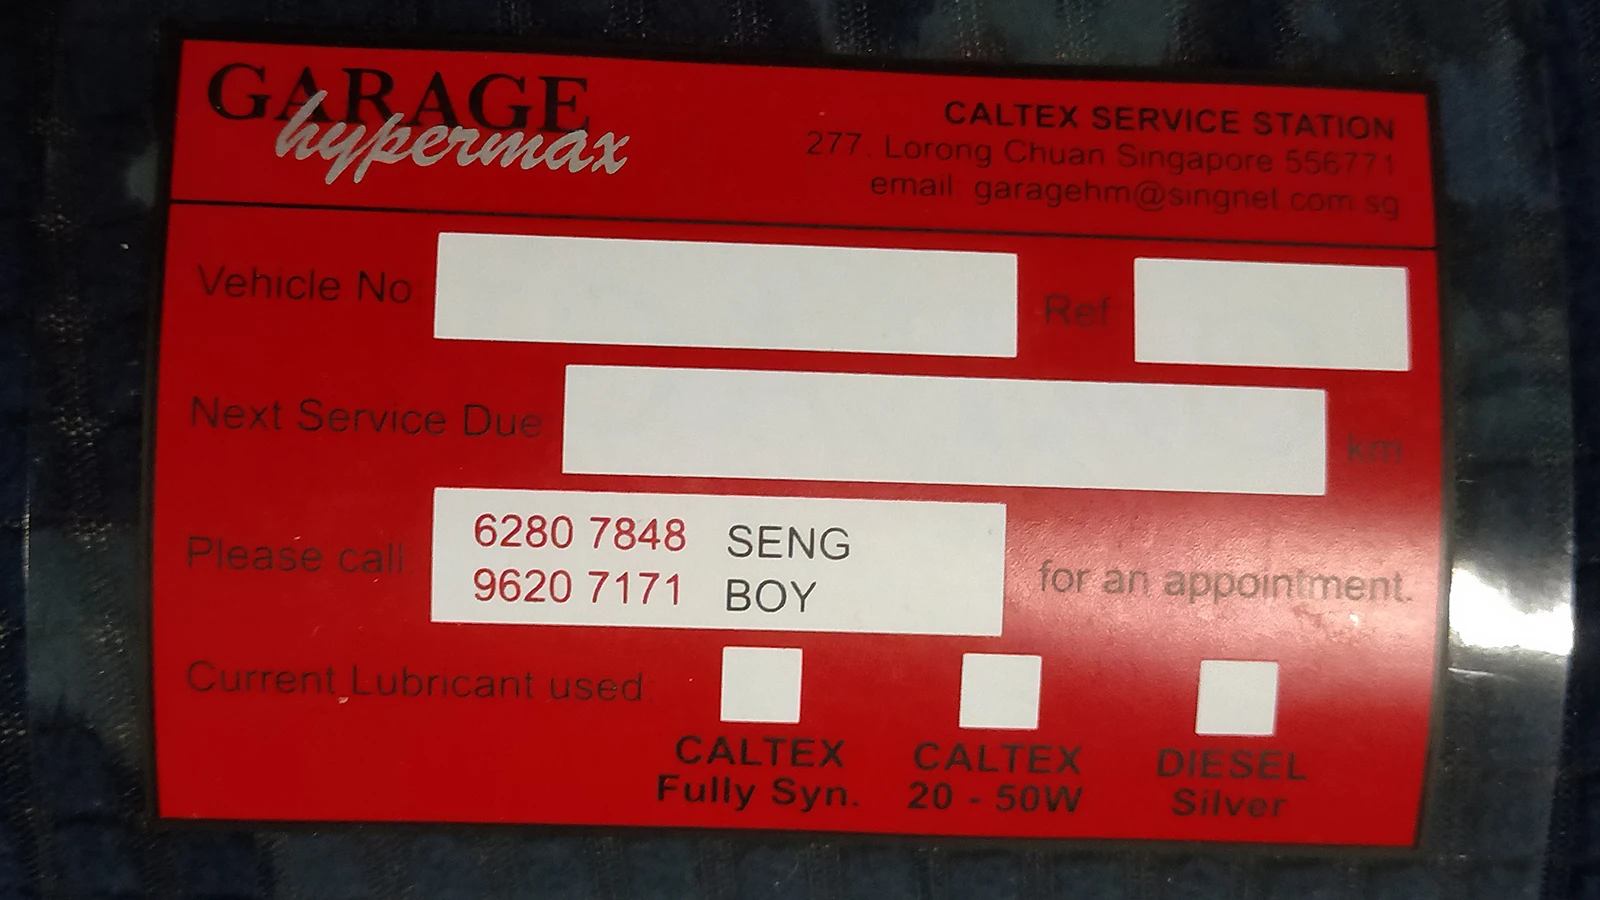 GARAGE
hypermax
CALTEX SERVICE STATION
277. Lorong Chuan Singapore 556771
email: garagehm@singnet.com.sg
Vehicle No
Ref
Next Service Due
km
Please call:
6280 7848 SENG
9620 7171 BOY
for an appointment.
Current Lubricant used:
CALTEX
Fully Syn.
CALTEX
20 - 50W
DIESEL
Silver